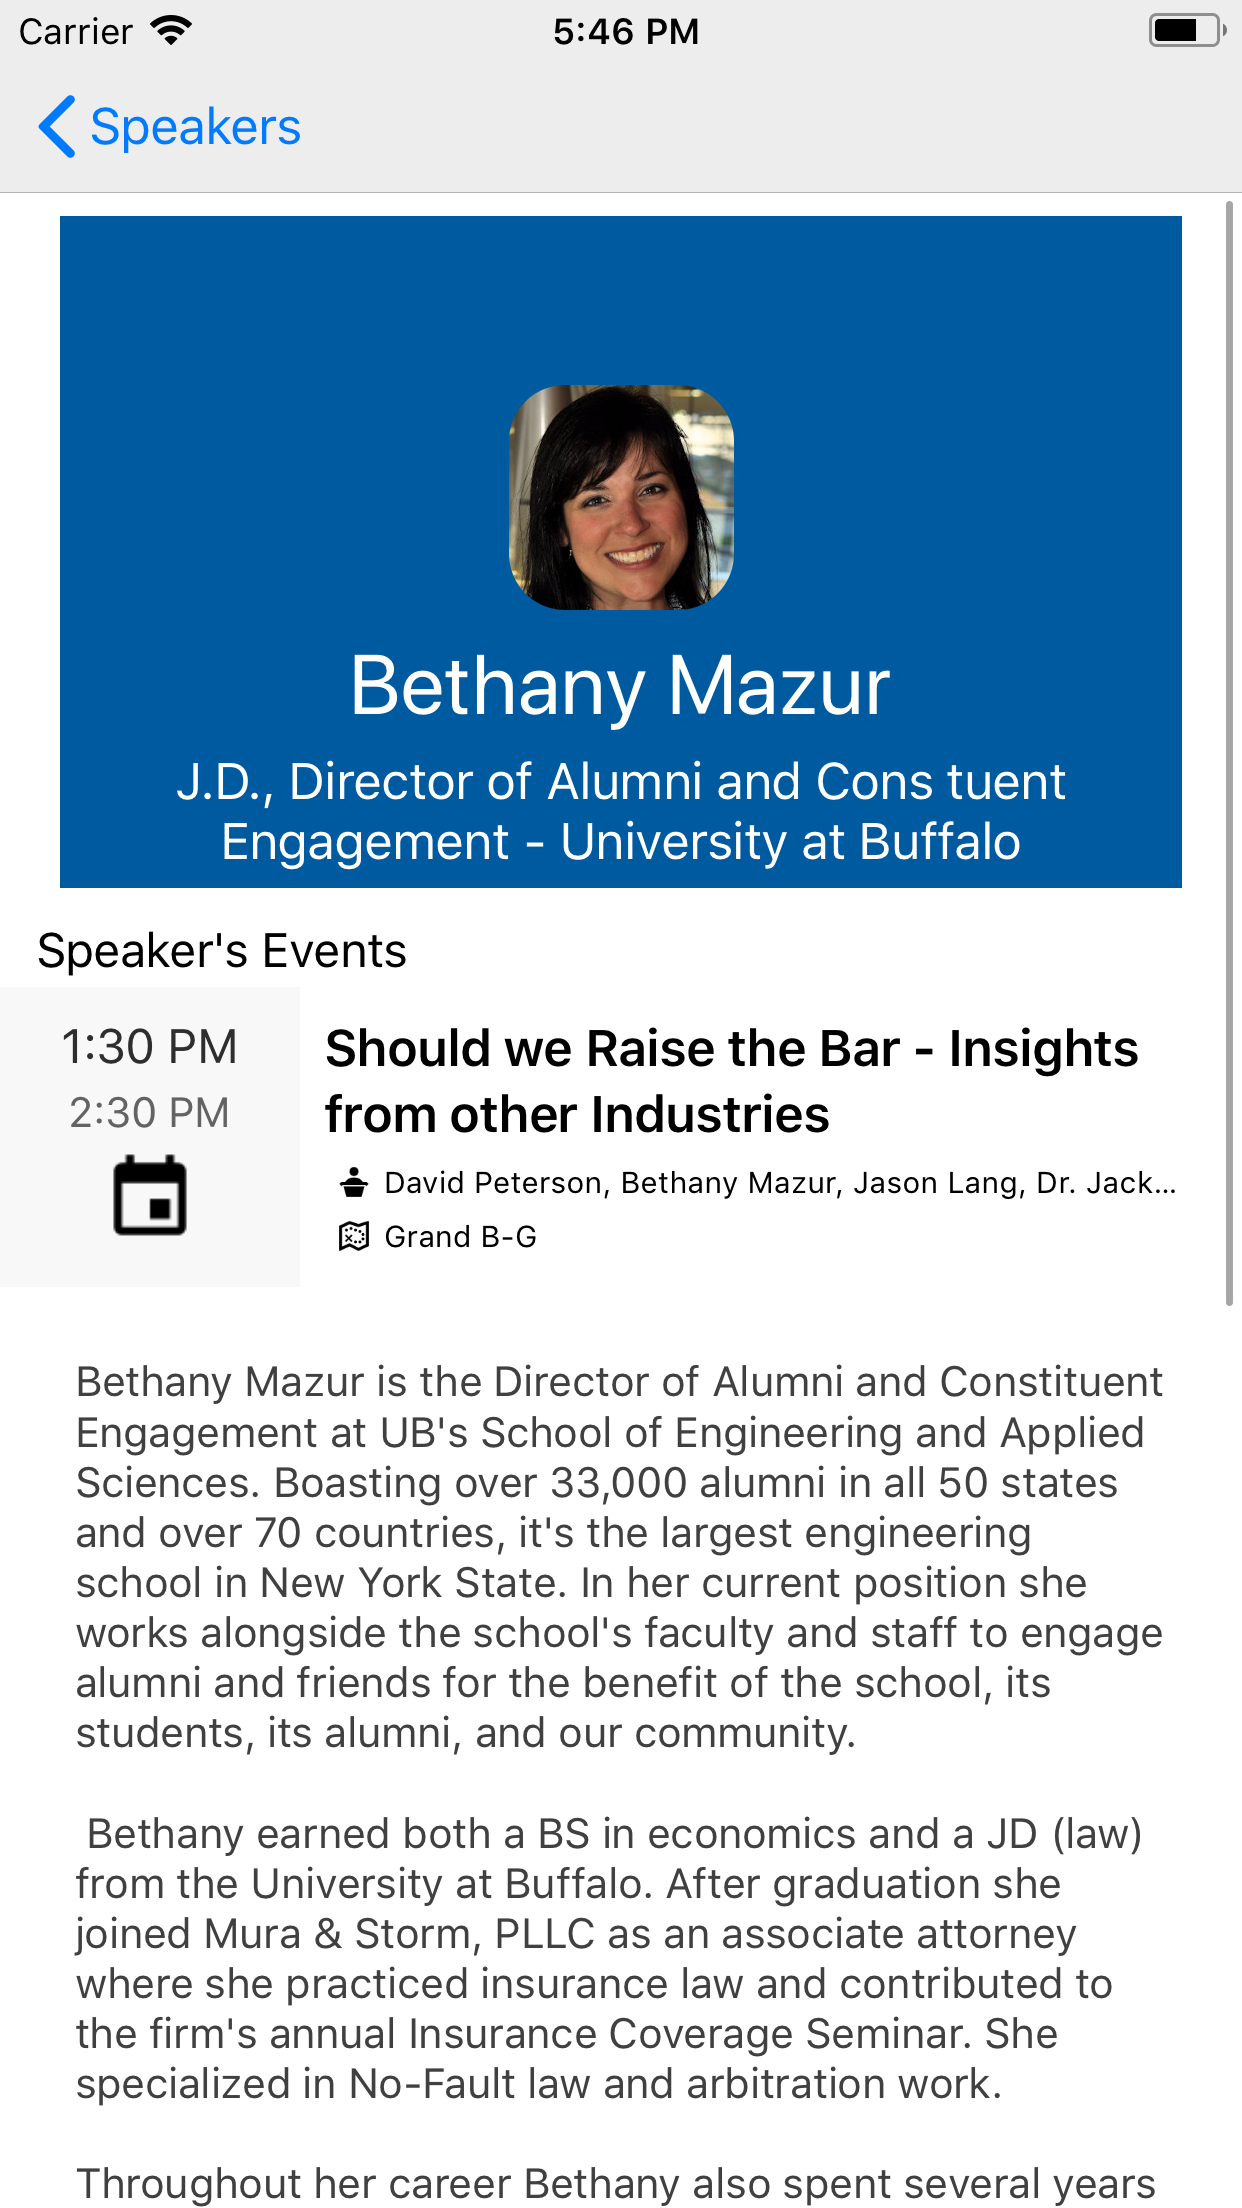 Carrier
5:46 PM
Speakers
Bethany Mazur
J.D., Director of Alumni and Cons tuent
Engagement - University at Buffalo
Speaker's Events
1:30 PM
2:30 PM
Should we Raise the Bar - Insights
from other Industries
David Peterson, Bethany Mazur, Jason Lang, Dr. Jack...
Grand B-G
Bethany Mazur is the Director of Alumni and Constituent
Engagement at UB's School of Engineering and Applied
Sciences. Boasting over 33,000 alumni in all 50 states
and over 70 countries, it's the largest engineering
school in New York State. In her current position she
works alongside the school's faculty and staff to engage
alumni and friends for the benefit of the school, its
students, its alumni, and our community.
Bethany earned both a BS in economics and a JD (law)
from the University at Buffalo. After graduation she
joined Mura & Storm, PLLC as an associate attorney
where she practiced insurance law and contributed to
the firm's annual Insurance Coverage Seminar. She
specialized in No-Fault law and arbitration work.
Throughout her career Bethany also spent several years